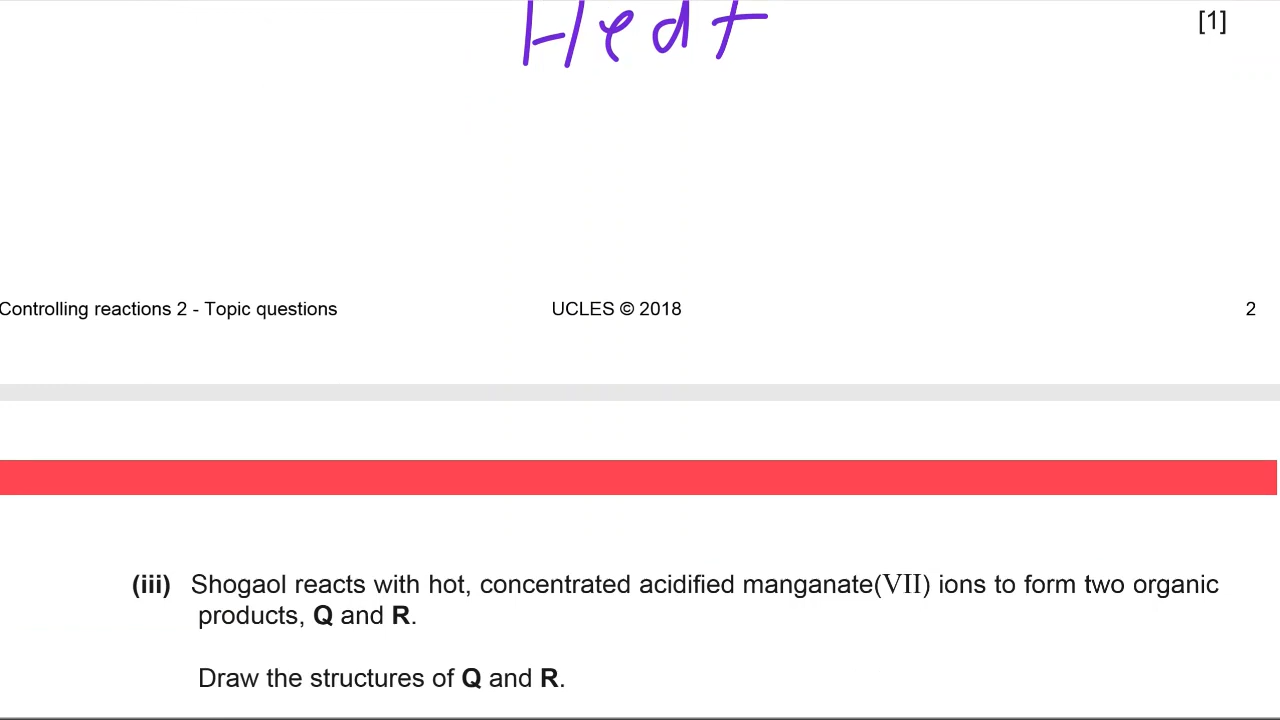 [1]
Controlling reactions 2 - Topic questions UCLES © 2018 2
(iii) Shogaol reacts with hot, concentrated acidified manganate(VII) ions to form two organic
products, Q and R.
Draw the structures of Q and R.